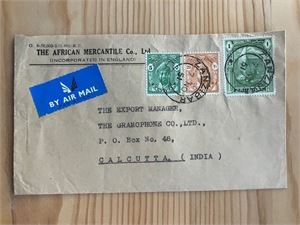 THE AFRICAN MERCANTILE Co., Ltd.
(INCORPORATED IN ENGLAND)
BY AIR MAIL
ZANZIBAR
THE EXPORT MANAGER,
THE GRAMOPHONE CO., LTD.,
P. O. Box No. 48,
CALCUTTA. (INDIA)